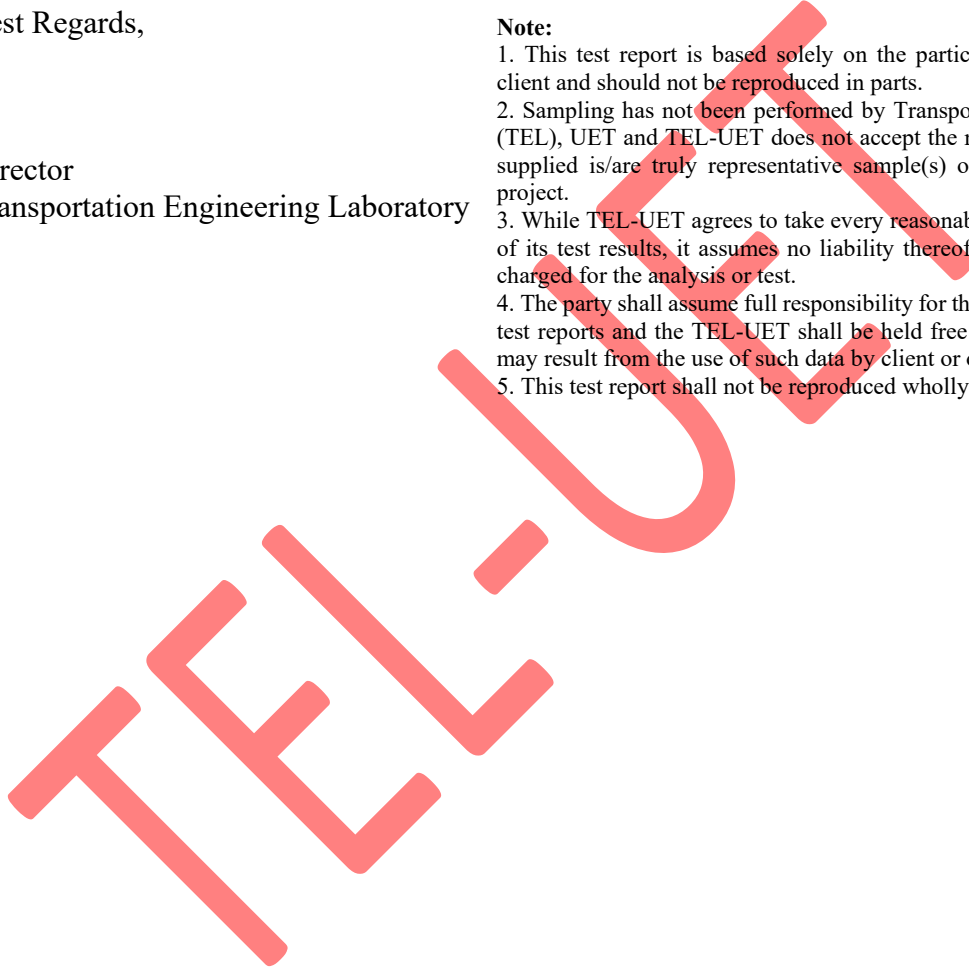 est Regards,
rector
ansportation Engineering Laboratory
Note:
1. This test report is based solely on the partic
client and should not be reproduced in parts.
2. Sampling has not been performed by Transpo
(TEL), UET and TEL-UET does not accept the
supplied is/are truly representative sample(s) o
project.
3. While TEL-UET agrees to take every reasonab
of its test results, it assumes no liability thereof
charged for the analysis or test.
4. The party shall assume full responsibility for th
test reports and the TEL-UET shall be held free
may result from the use of such data by client or
5. This test report shall not be reproduced wholly
TEL-UET